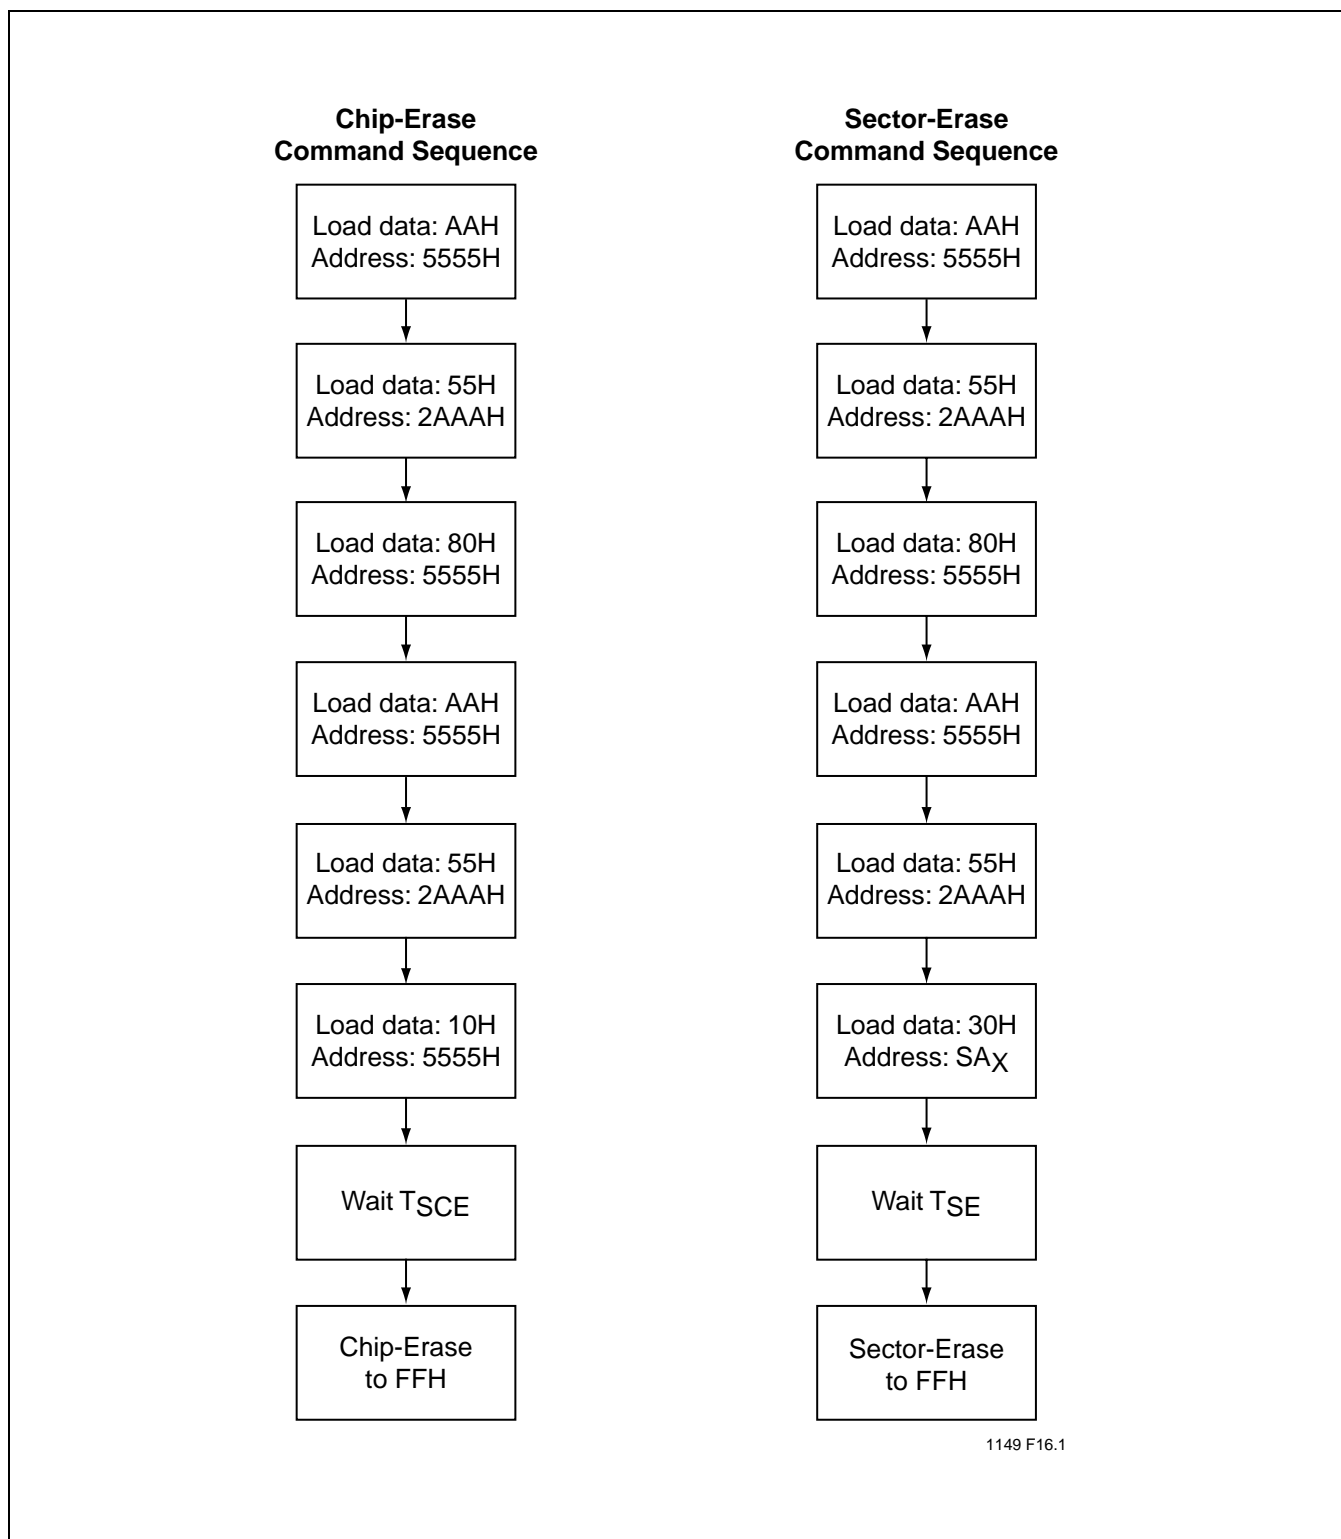 Chip-Erase
Command Sequence
Load data: AAH
Address: 5555H
Load data: 55H
Address: 2AAAH
Load data: 80H
Address: 5555H
Load data: AAH
Address: 5555H
Load data: 55H
Address: 2AAAH
Load data: 10H
Address: 5555H
Wait TSCE
Chip-Erase
to FFH
Sector-Erase
Command Sequence
Load data: AAH
Address: 5555H
Load data: 55H
Address: 2AAAH
Load data: 80H
Address: 5555H
Load data: AAH
Address: 5555H
Load data: 55H
Address: 2AAAH
Load data: 30H
Address: SAX
Wait TSE
Sector-Erase
to FFH
1149 F16.1